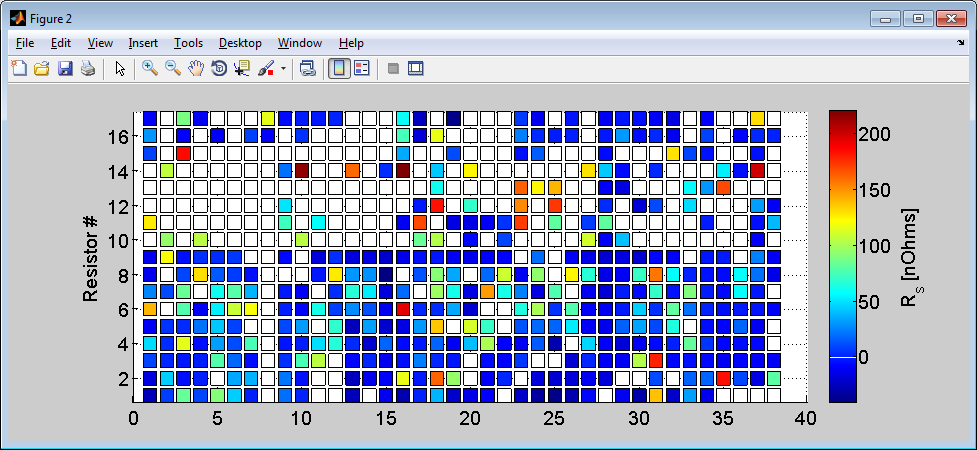 Figure 2
File Edit View Insert Tools Desktop Window Help
Resistor #
16
14
12
10
8
6
4
2
0 5 10 15 20 25 30 35 40
200
150
100
50
0
R_S [nOhms]